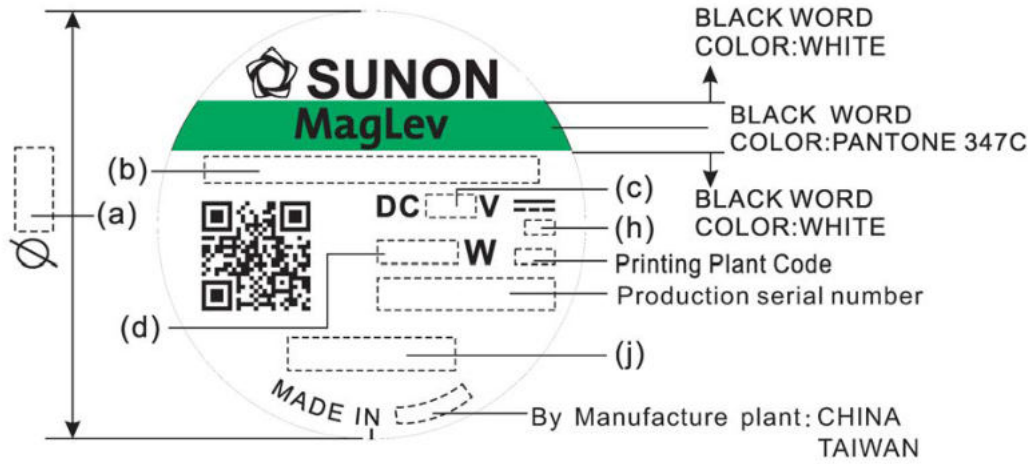 BLACK WORD
COLOR:WHITE
SUNON
MagLev
BLACK WORD
COLOR:PANTONE 347C
(b)
(a)
Ø
(c)
DC V
BLACK WORD
COLOR:WHITE
(h)
W
Printing Plant Code
Production serial number
(d)
(j)
MADE IN
By Manufacture plant: CHINA
TAIWAN